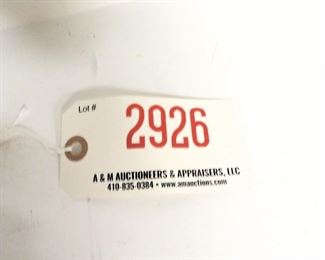 Lot #
2926
A & M AUCTIONEERS & APPRAISERS, LLC
410-835-0384 • www.amauctions.com